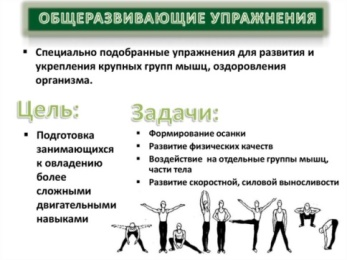 ОБЩЕРАЗВИВАЮЩИЕ УПРАЖНЕНИЯ
Специально подобранные упражнения для развития и
укрепления крупных групп мышц, оздоровления
организма.
Цель:
Подготовка
занимающихся
к овладению
более
сложными
двигательными
навыками
Задачи:
Формирование осанки
Развитие физических качеств
Воздействие на отдельные группы мышц,
части тела
Развитие скоростной, силовой выносливости